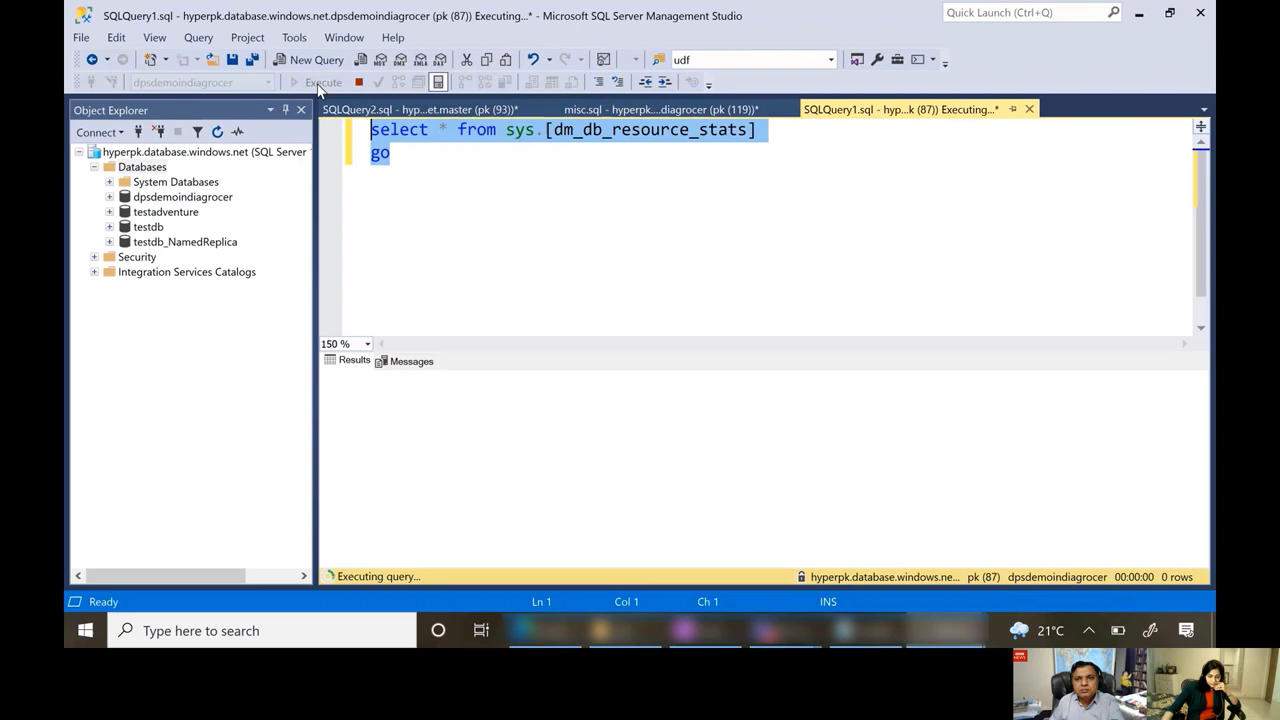 SQLQuery1.sql - hyperpk.database.windows.net.dpsdemoindiagrocer (pk (87)) Executing...* - Microsoft SQL Server Management Studio
Quick Launch (Ctrl+Q)
File Edit View Query Project Tools Window Help
New Query
udf
dpsdemoindiagrocer
Execute
Object Explorer
SQLQuery2.sql - hyp...et.master (pk (93))*
misc.sql - hyperpk....diagrocer (pk (119))*
SQLQuery1.sql - hyp...k (87)) Executing...*
Connect
hyperpk.database.windows.net (SQL Server
Databases
System Databases
dpsdemoindiagrocer
testadventure
testdb
testdb_NamedReplica
Security
Integration Services Catalogs
select * from sys.[dm_db_resource_stats]
go
150 %
Results
Messages
Executing query...
hyperpk.database.windows.ne...
pk (87)
dpsdemoindiagrocer
00:00:00
0 rows
Ready
Ln 1
Col 1
Ch 1
INS
Type here to search
21°C